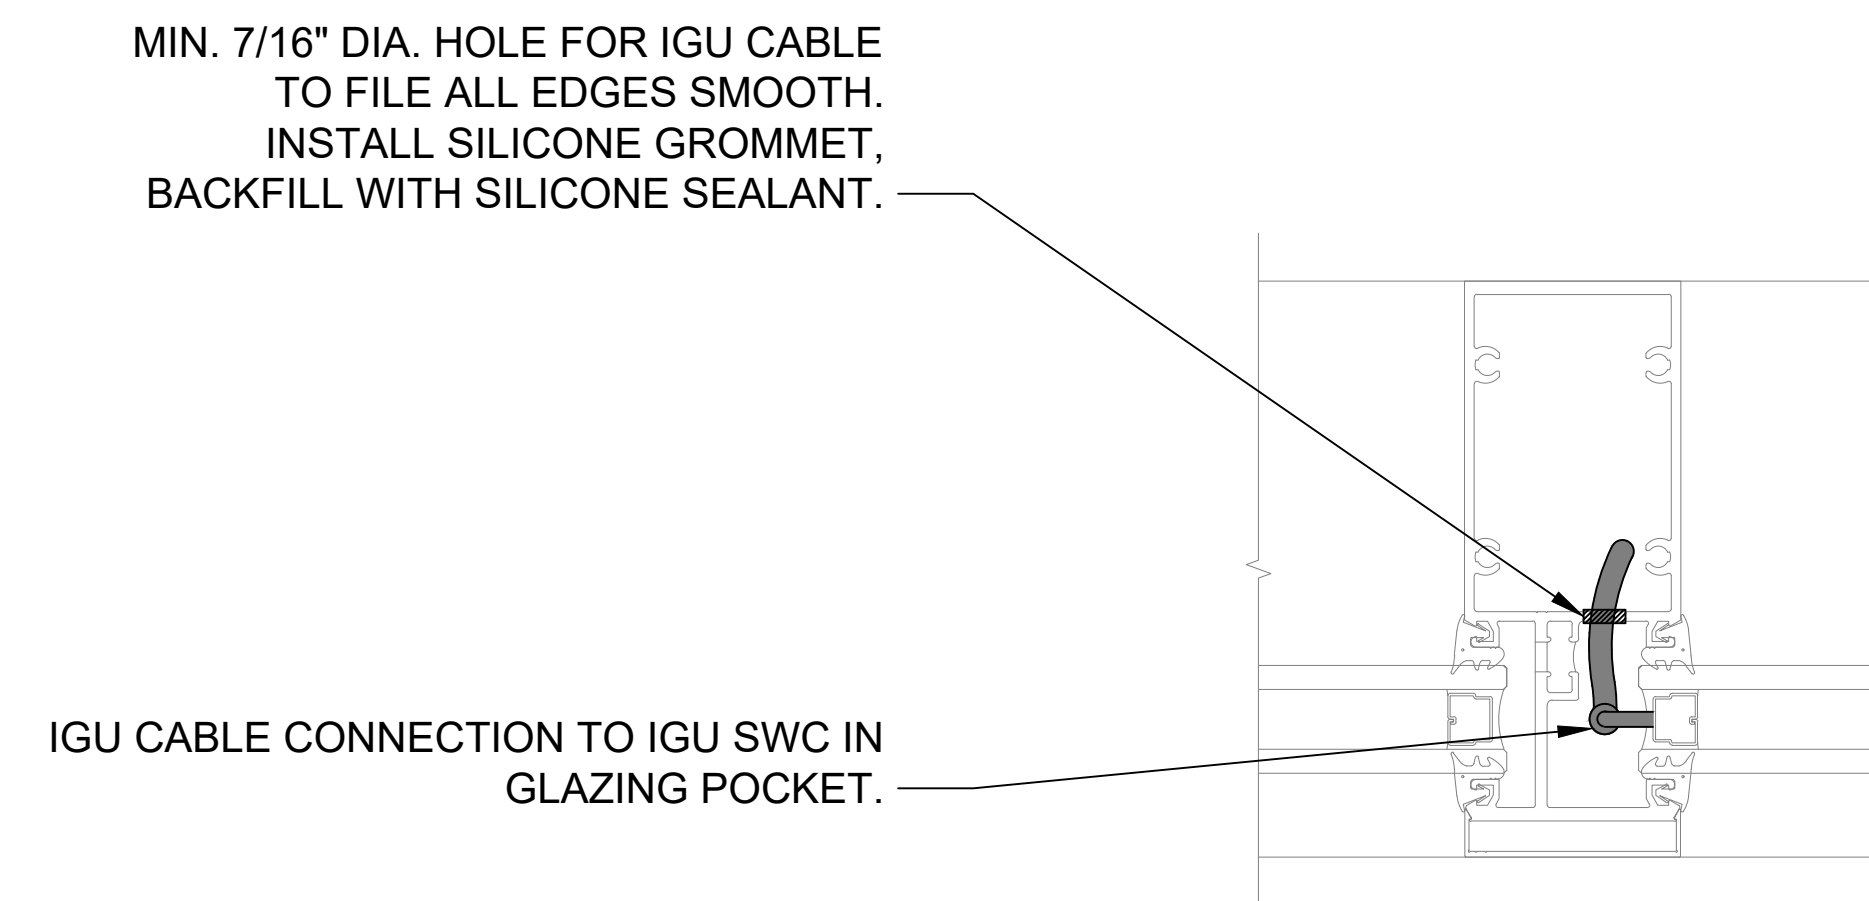 MIN. 7/16" DIA. HOLE FOR IGU CABLE
TO FILE ALL EDGES SMOOTH.
INSTALL SILICONE GROMMET,
BACKFILL WITH SILICONE SEALANT.
IGU CABLE CONNECTION TO IGU SWC IN
GLAZING POCKET.